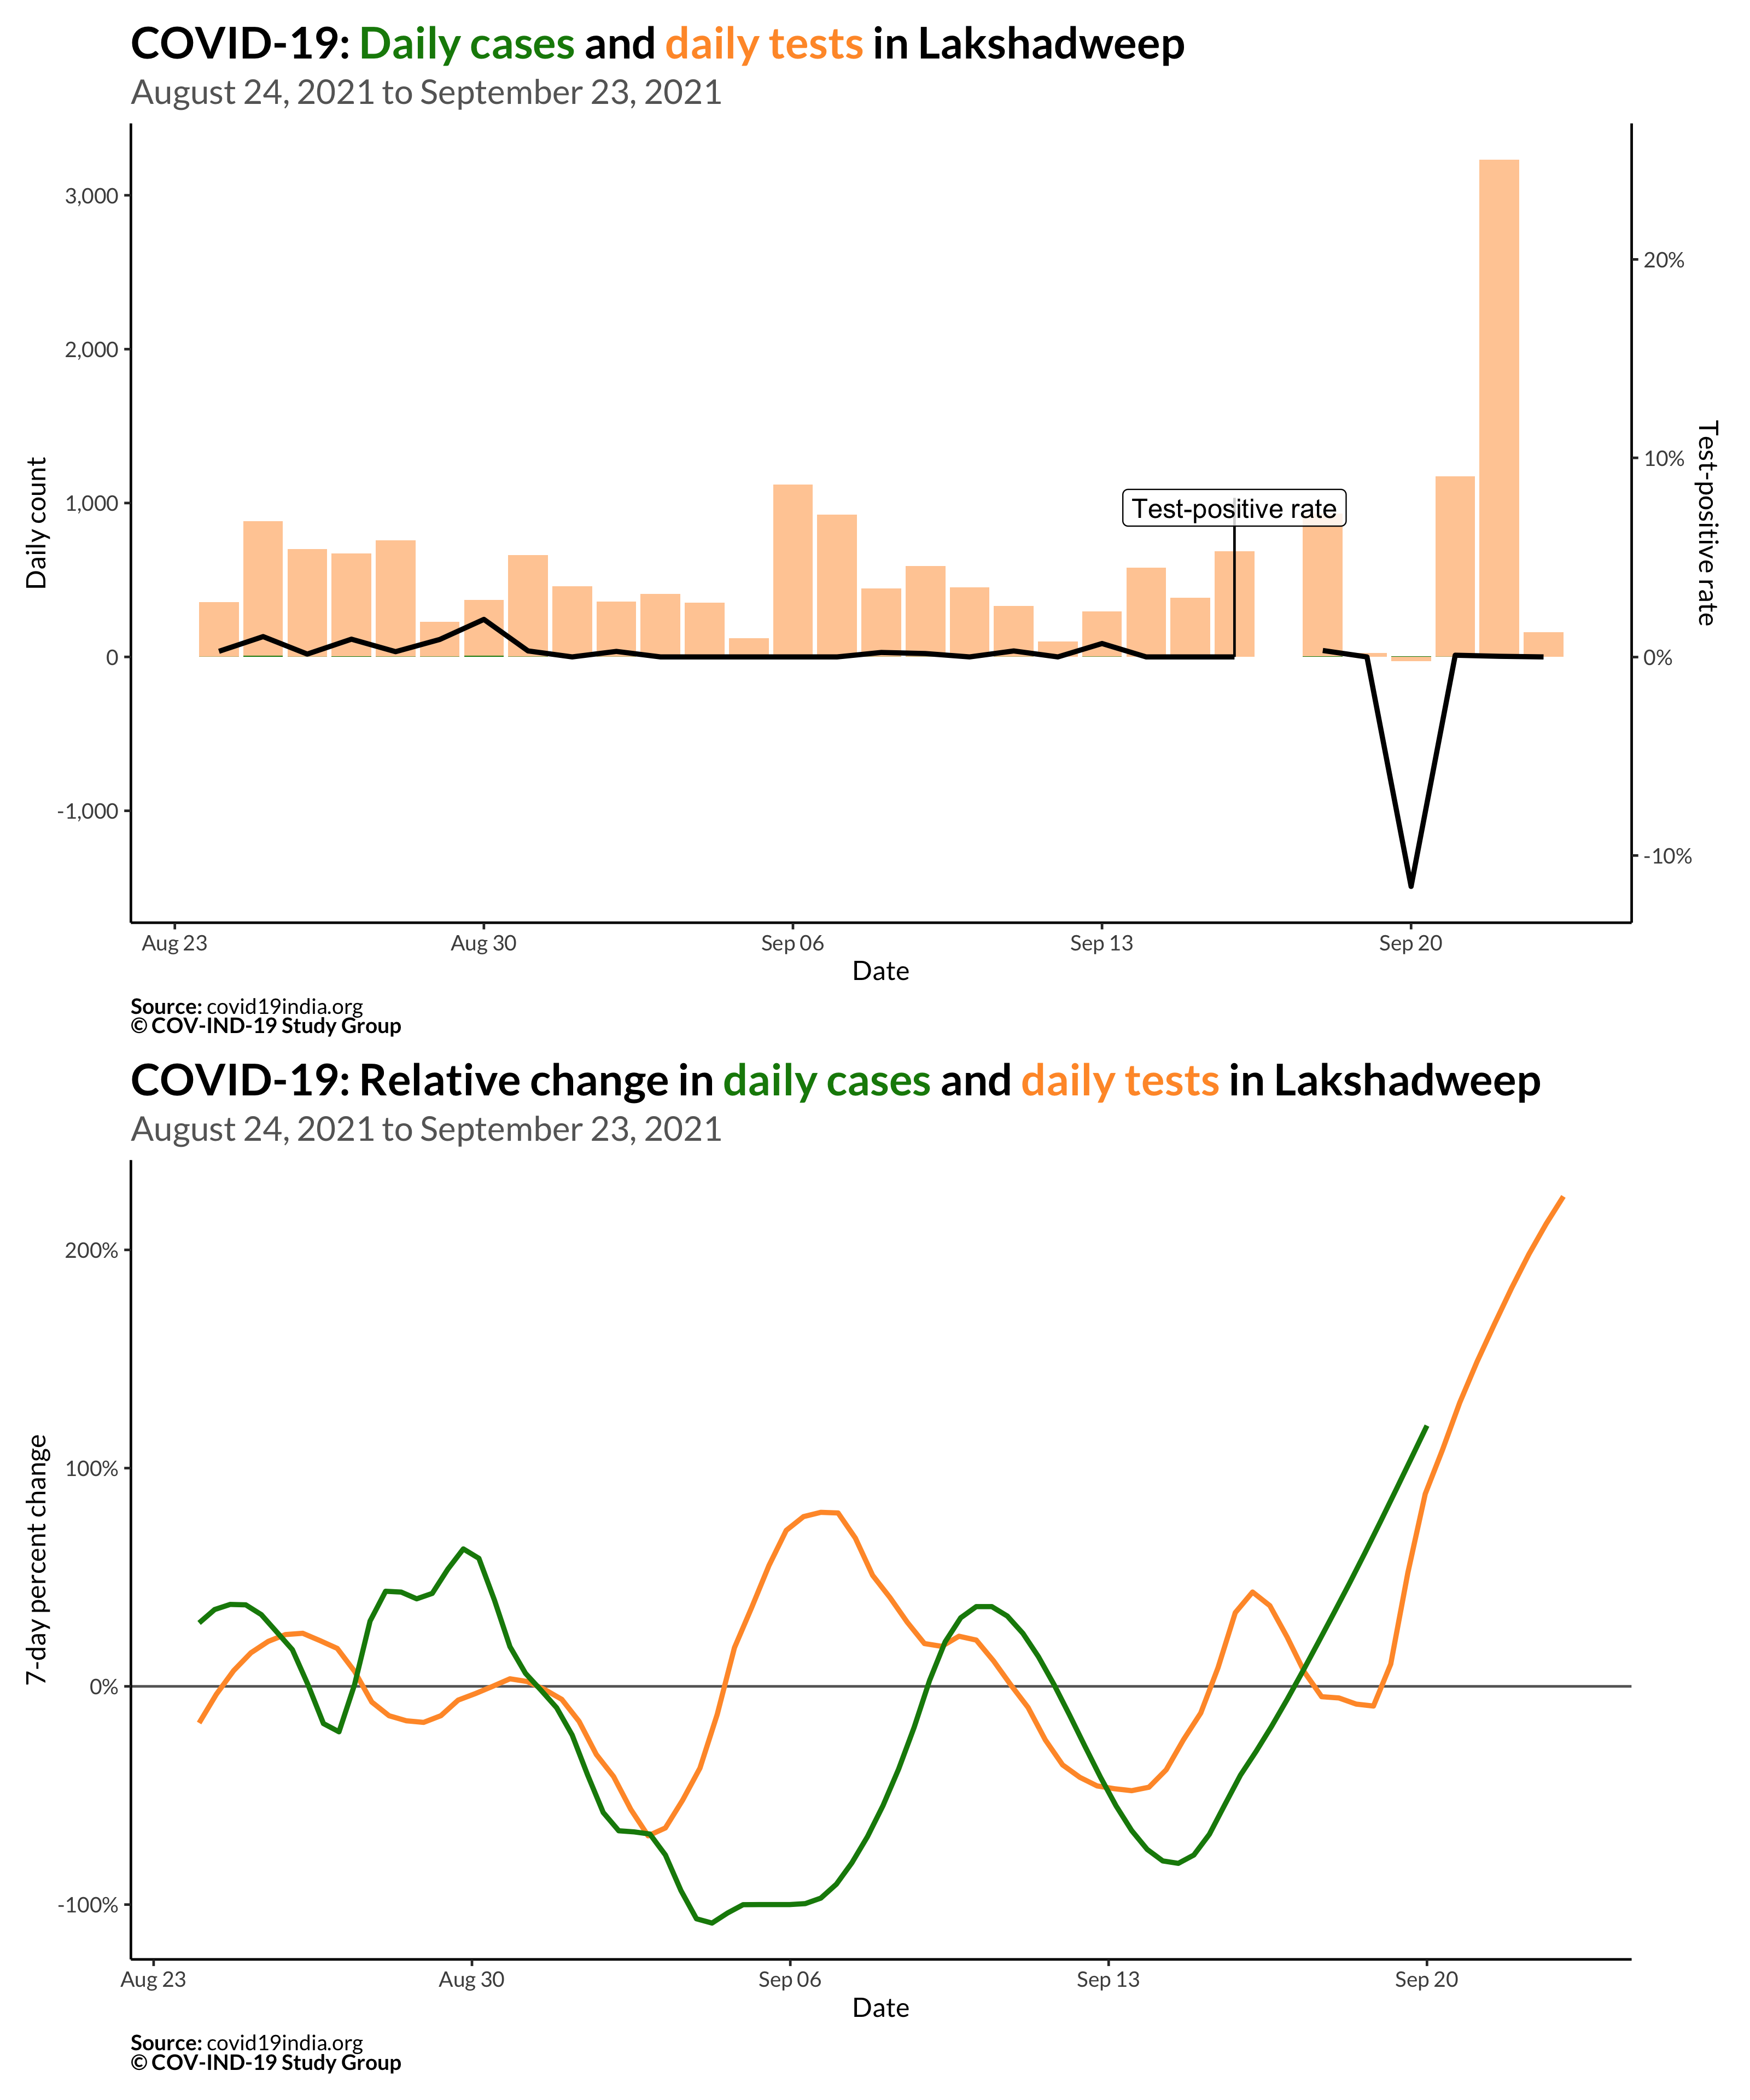 COVID-19: Daily cases and daily tests in Lakshadweep
August 24, 2021 to September 23, 2021
3,000
2,000
1,000
0
-1,000
Daily count
20%
10%
0%
-10%
Test-positive rate
Test-positive rate
Aug 23
Aug 30
Sep 06
Sep 13
Sep 20
Date
Source: covid19india.org
© COV-IND-19 Study Group
COVID-19: Relative change in daily cases and daily tests in Lakshadweep
August 24, 2021 to September 23, 2021
200%
100%
0%
-100%
7-day percent change
Aug 23
Aug 30
Sep 06
Sep 13
Sep 20
Date
Source: covid19india.org
© COV-IND-19 Study Group